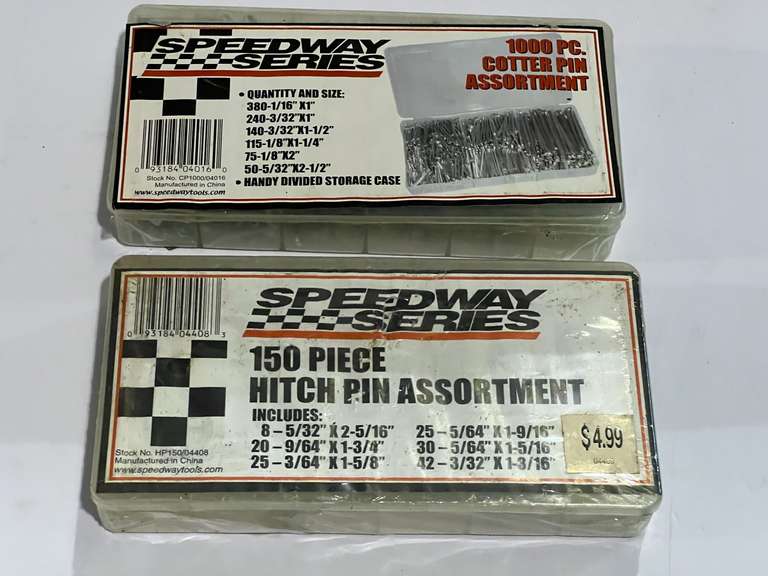 SPEEDWAY
SERIES
1000 PC.
COTTER PIN
ASSORTMENT
• QUANTITY AND SIZE:
380-1/16" X1"
240-3/32"X1"
140-3/32"X1-1/2"
115-1/8"X1-1/4"
75-1/8"X2"
50-5/32"X2-1/2"
• HANDY DIVIDED STORAGE CASE
0 93184 04016 0
Stock No. CP1000/04016
Manufactured in China
www.speedwaytools.com
0 93184 04408 3
SPEEDWAY
SERIES
150 PIECE
HITCH PIN ASSORTMENT
INCLUDES:
8 – 5/32" X 2-5/16" 25 – 5/64" X 1-9/16"
20 – 9/64" X 1-3/4" 30 – 5/64" X 1-5/16"
25 – 3/64" X 1-5/8" 42 – 3/32" X 1-3/16"
$4.99
Stock No. HP150/04408
Manufactured in China
www.speedwaytools.com